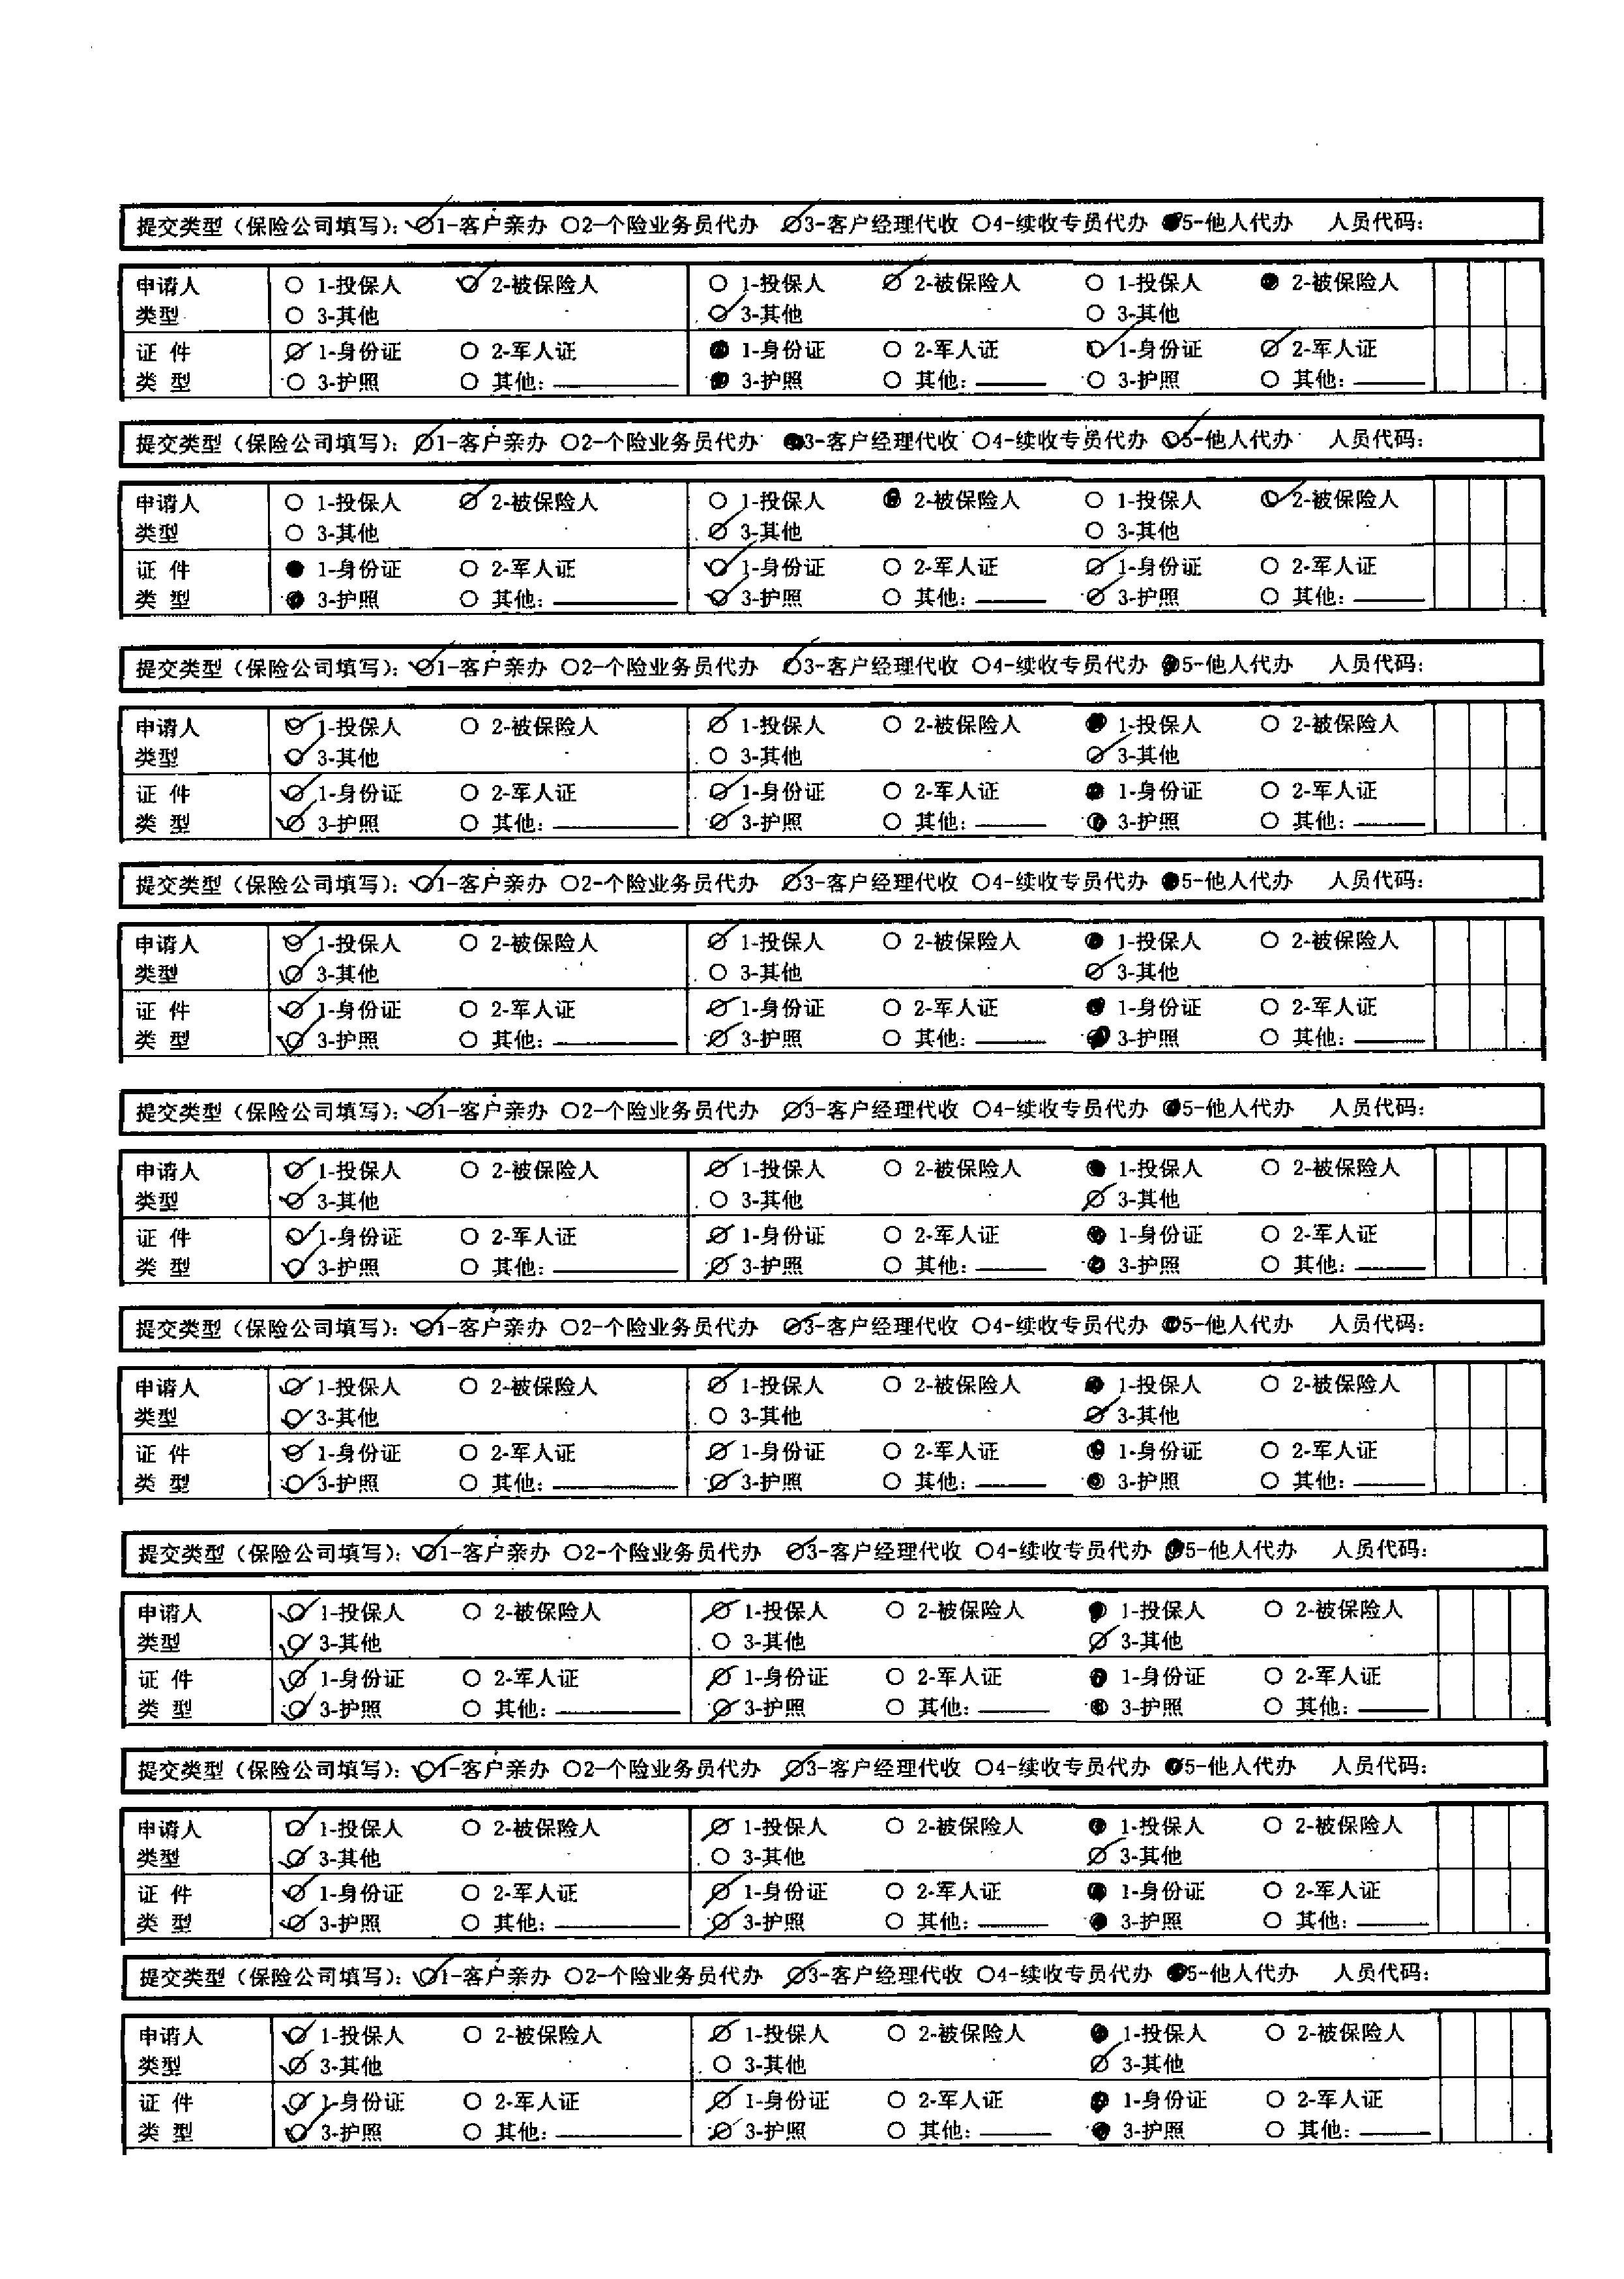 提交类型（保险公司填写）：1-客户亲办 2-个险业务员代办 3-客户经理代收 4-续收专员代办 5-他人代办 人员代码：
申请人 1-投保人 2-被保险人 1-投保人 2-被保险人 1-投保人 2-被保险人
类型 3-其他 3-其他 3-其他
证 件 1-身份证 2-军人证 1-身份证 2-军人证 1-身份证 2-军人证
类 型 3-护照 其他： 3-护照 其他： 3-护照 其他：
提交类型（保险公司填写）：1-客户亲办 2-个险业务员代办 3-客户经理代收 4-续收专员代办 5-他人代办 人员代码：
申请人 1-投保人 2-被保险人 1-投保人 2-被保险人 1-投保人 2-被保险人
类型 3-其他 3-其他 3-其他
证 件 1-身份证 2-军人证 1-身份证 2-军人证 1-身份证 2-军人证
类 型 3-护照 其他： 3-护照 其他： 3-护照 其他：
提交类型（保险公司填写）：1-客户亲办 2-个险业务员代办 3-客户经理代收 4-续收专员代办 5-他人代办 人员代码：
申请人 1-投保人 2-被保险人 1-投保人 2-被保险人 1-投保人 2-被保险人
类型 3-其他 3-其他 3-其他
证 件 1-身份证 2-军人证 1-身份证 2-军人证 1-身份证 2-军人证
类 型 3-护照 其他： 3-护照 其他： 3-护照 其他：
提交类型（保险公司填写）：1-客户亲办 2-个险业务员代办 3-客户经理代收 4-续收专员代办 5-他人代办 人员代码：
申请人 1-投保人 2-被保险人 1-投保人 2-被保险人 1-投保人 2-被保险人
类型 3-其他 3-其他 3-其他
证 件 1-身份证 2-军人证 1-身份证 2-军人证 1-身份证 2-军人证
类 型 3-护照 其他： 3-护照 其他： 3-护照 其他：
提交类型（保险公司填写）：1-客户亲办 2-个险业务员代办 3-客户经理代收 4-续收专员代办 5-他人代办 人员代码：
申请人 1-投保人 2-被保险人 1-投保人 2-被保险人 1-投保人 2-被保险人
类型 3-其他 3-其他 3-其他
证 件 1-身份证 2-军人证 1-身份证 2-军人证 1-身份证 2-军人证
类 型 3-护照 其他： 3-护照 其他： 3-护照 其他：
提交类型（保险公司填写）：1-客户亲办 2-个险业务员代办 3-客户经理代收 4-续收专员代办 5-他人代办 人员代码：
申请人 1-投保人 2-被保险人 1-投保人 2-被保险人 1-投保人 2-被保险人
类型 3-其他 3-其他 3-其他
证 件 1-身份证 2-军人证 1-身份证 2-军人证 1-身份证 2-军人证
类 型 3-护照 其他： 3-护照 其他： 3-护照 其他：
提交类型（保险公司填写）：1-客户亲办 2-个险业务员代办 3-客户经理代收 4-续收专员代办 5-他人代办 人员代码：
申请人 1-投保人 2-被保险人 1-投保人 2-被保险人 1-投保人 2-被保险人
类型 3-其他 3-其他 3-其他
证 件 1-身份证 2-军人证 1-身份证 2-军人证 1-身份证 2-军人证
类 型 3-护照 其他： 3-护照 其他： 3-护照 其他：
提交类型（保险公司填写）：1-客户亲办 2-个险业务员代办 3-客户经理代收 4-续收专员代办 5-他人代办 人员代码：
申请人 1-投保人 2-被保险人 1-投保人 2-被保险人 1-投保人 2-被保险人
类型 3-其他 3-其他 3-其他
证 件 1-身份证 2-军人证 1-身份证 2-军人证 1-身份证 2-军人证
类 型 3-护照 其他： 3-护照 其他： 3-护照 其他：
提交类型（保险公司填写）：1-客户亲办 2-个险业务员代办 3-客户经理代收 4-续收专员代办 5-他人代办 人员代码：
申请人 1-投保人 2-被保险人 1-投保人 2-被保险人 1-投保人 2-被保险人
类型 3-其他 3-其他 3-其他
证 件 1-身份证 2-军人证 1-身份证 2-军人证 1-身份证 2-军人证
类 型 3-护照 其他： 3-护照 其他： 3-护照 其他：